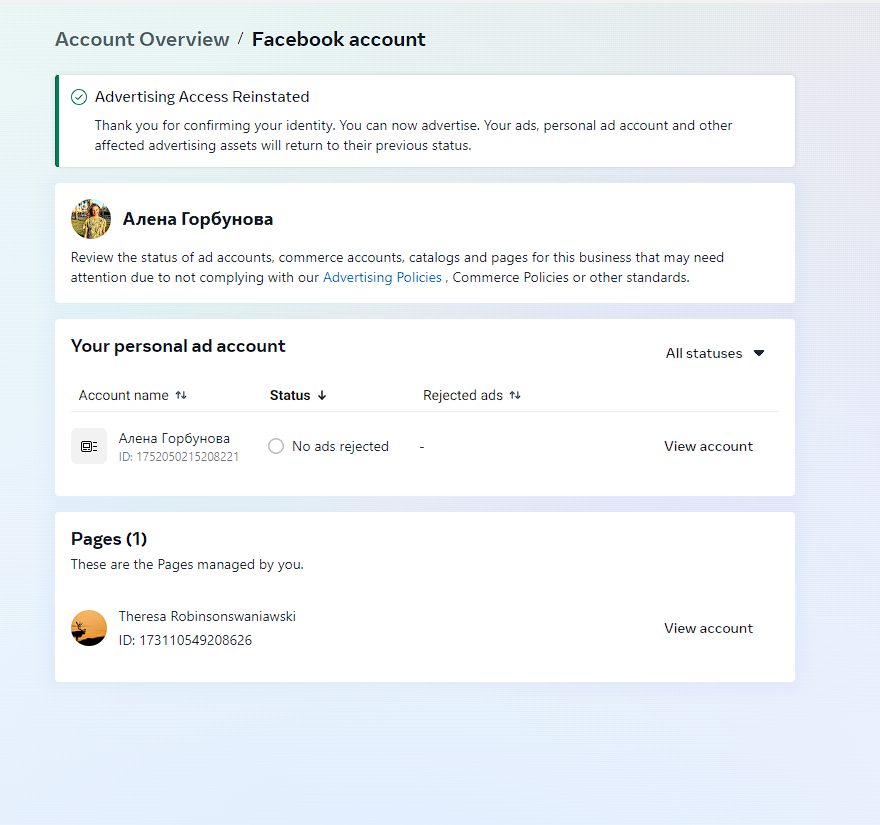 Account Overview / Facebook account
Advertising Access Reinstated
Thank you for confirming your identity. You can now advertise. Your ads, personal ad account and other
affected advertising assets will return to their previous status.
Алена Горбунова
Review the status of ad accounts, commerce accounts, catalogs and pages for this business that may need
attention due to not complying with our Advertising Policies , Commerce Policies or other standards.
Your personal ad account
All statuses
Account name Status Rejected ads
Алена Горбунова
ID: 1752050215208221
No ads rejected - View account
Pages (1)
These are the Pages managed by you.
Theresa Robinsonswaniawski
ID: 173110549208626
View account